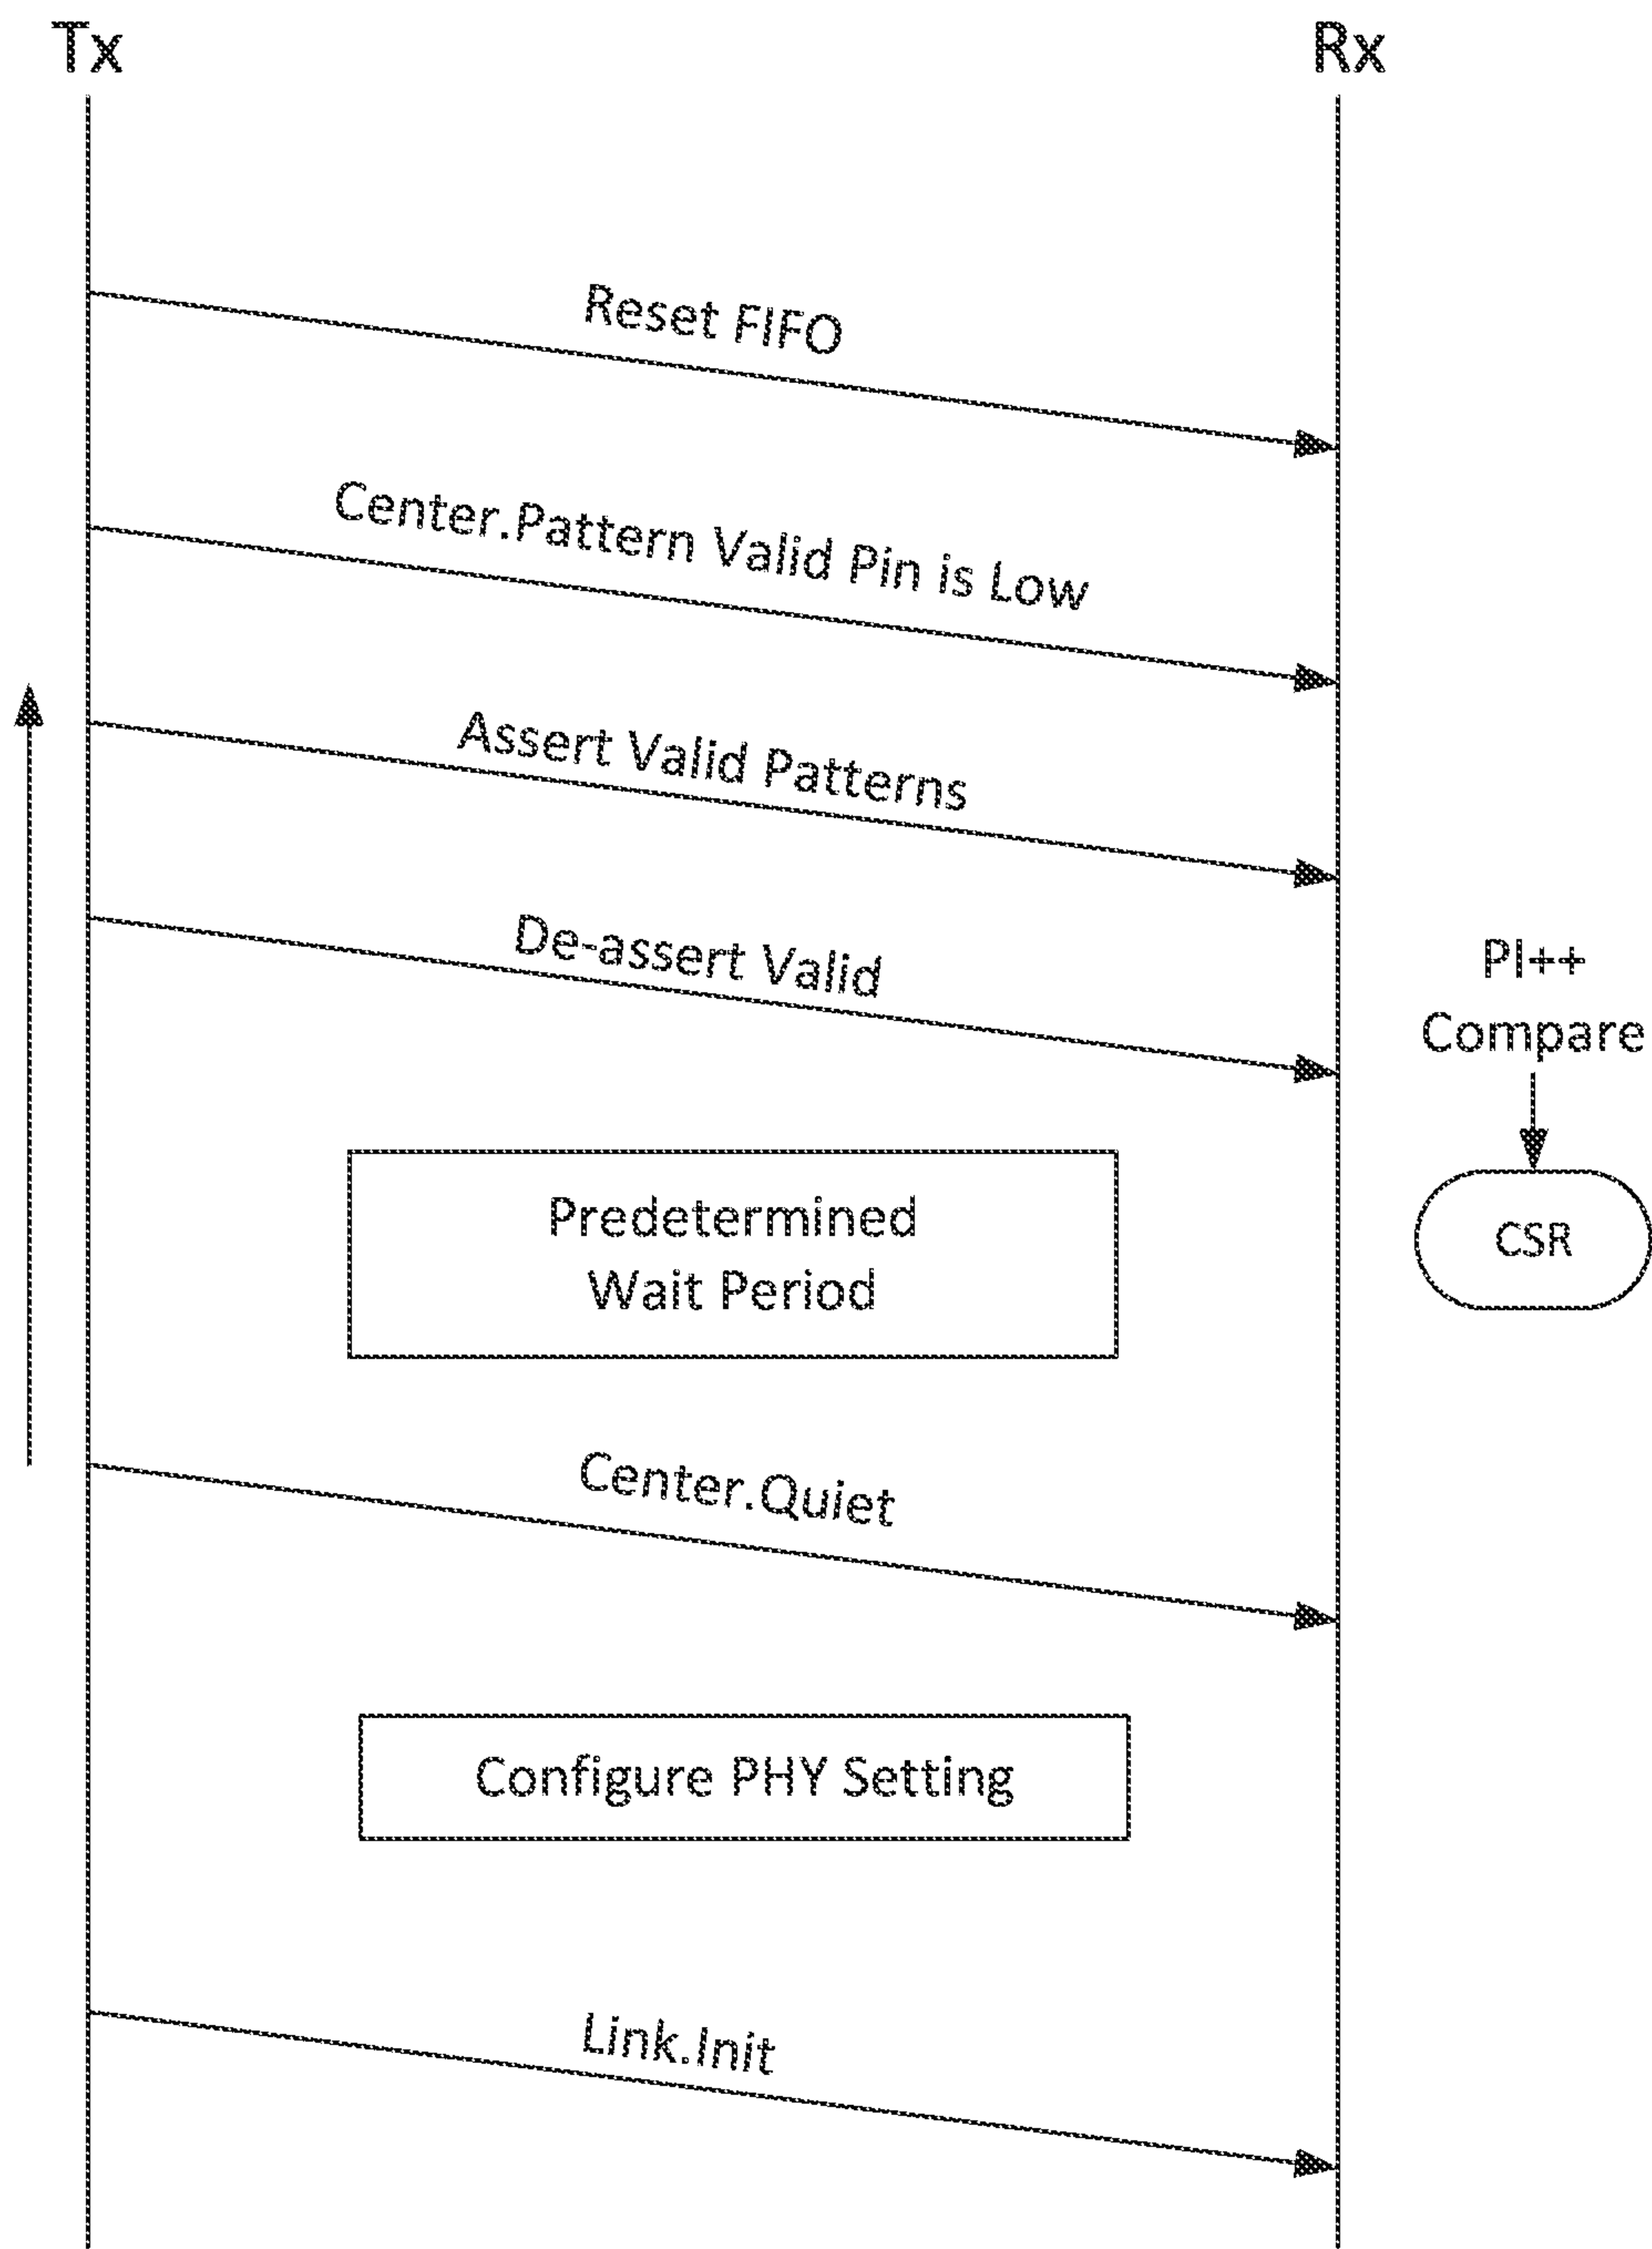 Tx
Rx
Reset FIFO
Center.Pattern Valid Pin is Low
Assert Valid Patterns
De-assert Valid
PI++
Compare
CSR
Predetermined
Wait Period
Center.Quiet
Configure PHY Setting
Link.Init